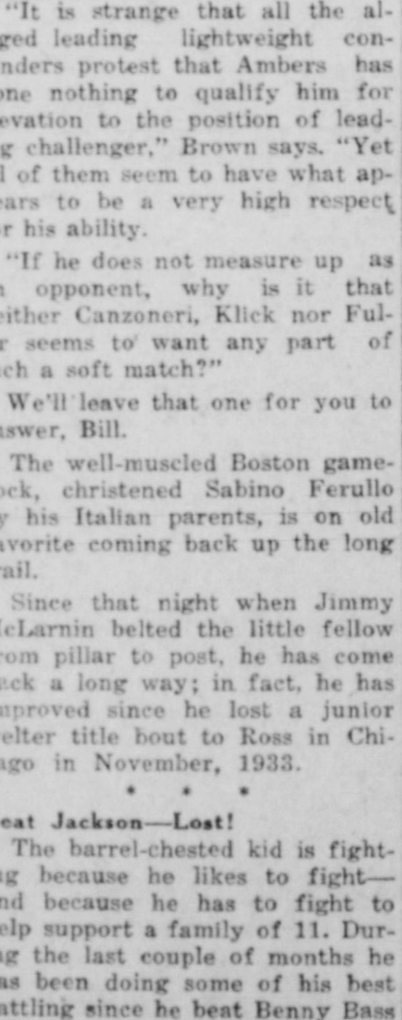 "It is strange that all the al-
ged leading lightweight con-
nders protest that Ambers has
one nothing to qualify him for
evation to the position of lead-
g challenger," Brown says. "Yet
l of them seem to have what ap-
ears to be a very high respect
r his ability.
"If he does not measure up as
n opponent, why is it that
either Canzoneri, Klick nor Ful-
r seems to want any part of
ch a soft match?"
We'll leave that one for you to
nswer, Bill.
The well-muscled Boston game-
ock, christened Sabino Ferullo
y his Italian parents, is on old
avorite coming back up the long
rail.
Since that night when Jimmy
cLarnin belted the little fellow
rom pillar to post, he has come
ack a long way; in fact, he has
mproved since he lost a junior
elter title bout to Ross in Chi-
ago in November, 1933.
* * *
eat Jackson—Lost!
The barrel-chested kid is fight-
ng because he likes to fight—
nd because he has to fight to
elp support a family of 11. Dur-
ng the last couple of months he
as been doing some of his best
attling since he beat Benny Bass